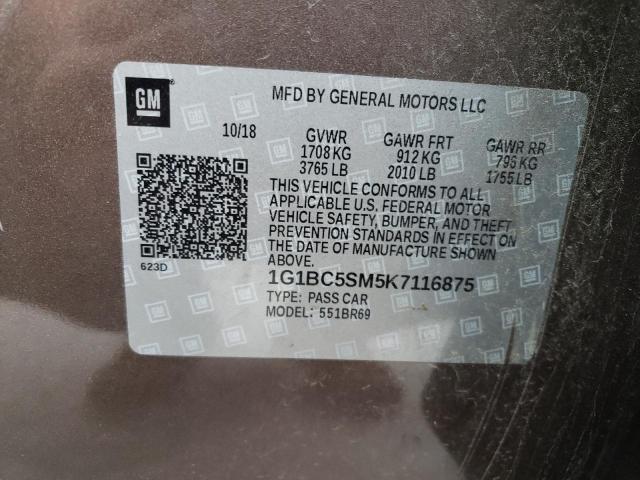 GM
MFD BY GENERAL MOTORS LLC
10/18 GVWR GAWR FRT GAWR RR
1708 KG 912 KG 796 KG
3765 LB 2010 LB 1755 LB
THIS VEHICLE CONFORMS TO ALL
APPLICABLE U.S. FEDERAL MOTOR
VEHICLE SAFETY, BUMPER, AND THEFT
PREVENTION STANDARDS IN EFFECT ON
THE DATE OF MANUFACTURE SHOWN
ABOVE.
623D
1G1BC5SM5K7116875
TYPE: PASS CAR
MODEL: 551BR69